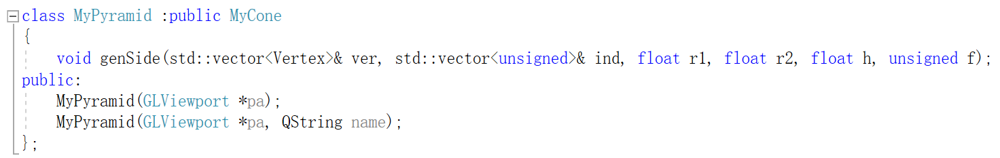 class MyPyramid :public MyCone
{
    void genSide(std::vector<Vertex>& ver, std::vector<unsigned>& ind, float r1, float r2, float h, unsigned f);
public:
    MyPyramid(GLViewport *pa);
    MyPyramid(GLViewport *pa, QString name);
};